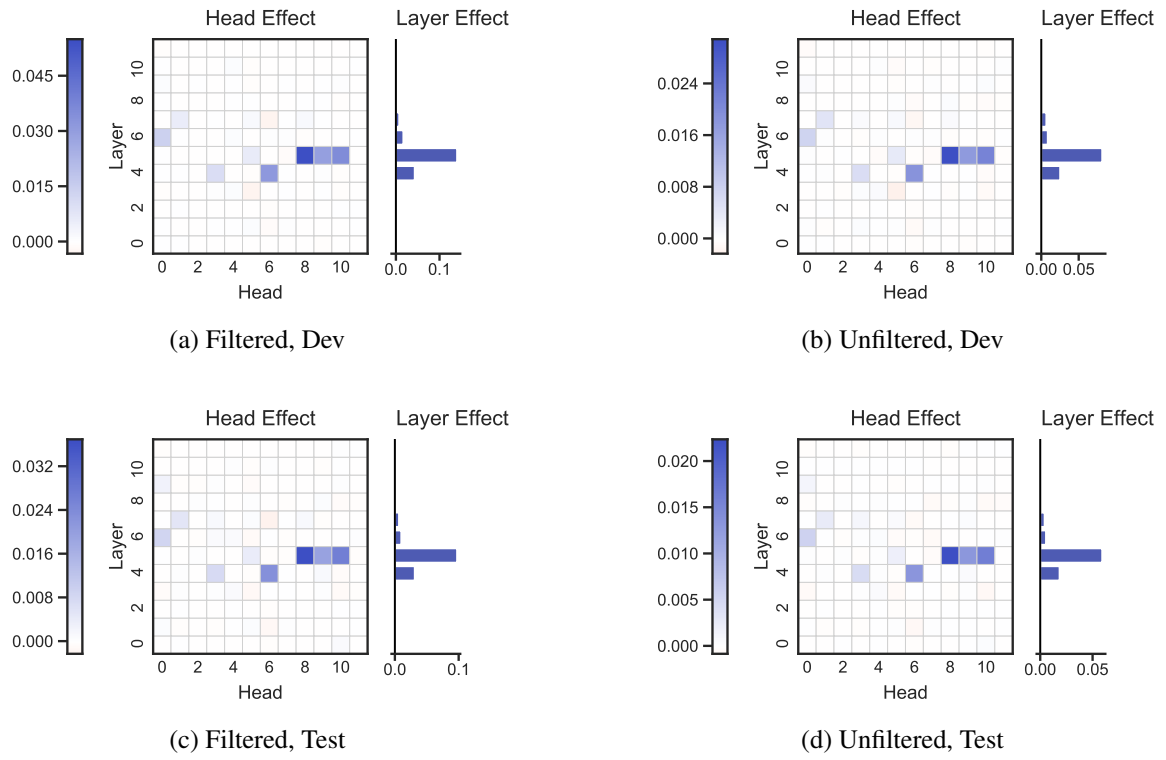 Head Effect Layer Effect
0.045
0.030
0.015
0.000
Layer
10
8
6
4
2
0
0 2 4 6 8 10
Head
0.0 0.1
(a) Filtered, Dev
Head Effect Layer Effect
0.024
0.016
0.008
0.000
Layer
10
8
6
4
2
0
0 2 4 6 8 10
Head
0.00 0.05
(b) Unfiltered, Dev
Head Effect Layer Effect
0.032
0.024
0.016
0.008
0.000
Layer
10
8
6
4
2
0
0 2 4 6 8 10
Head
0.0 0.1
(c) Filtered, Test
Head Effect Layer Effect
0.020
0.015
0.010
0.005
0.000
Layer
10
8
6
4
2
0
0 2 4 6 8 10
Head
0.00 0.05
(d) Unfiltered, Test